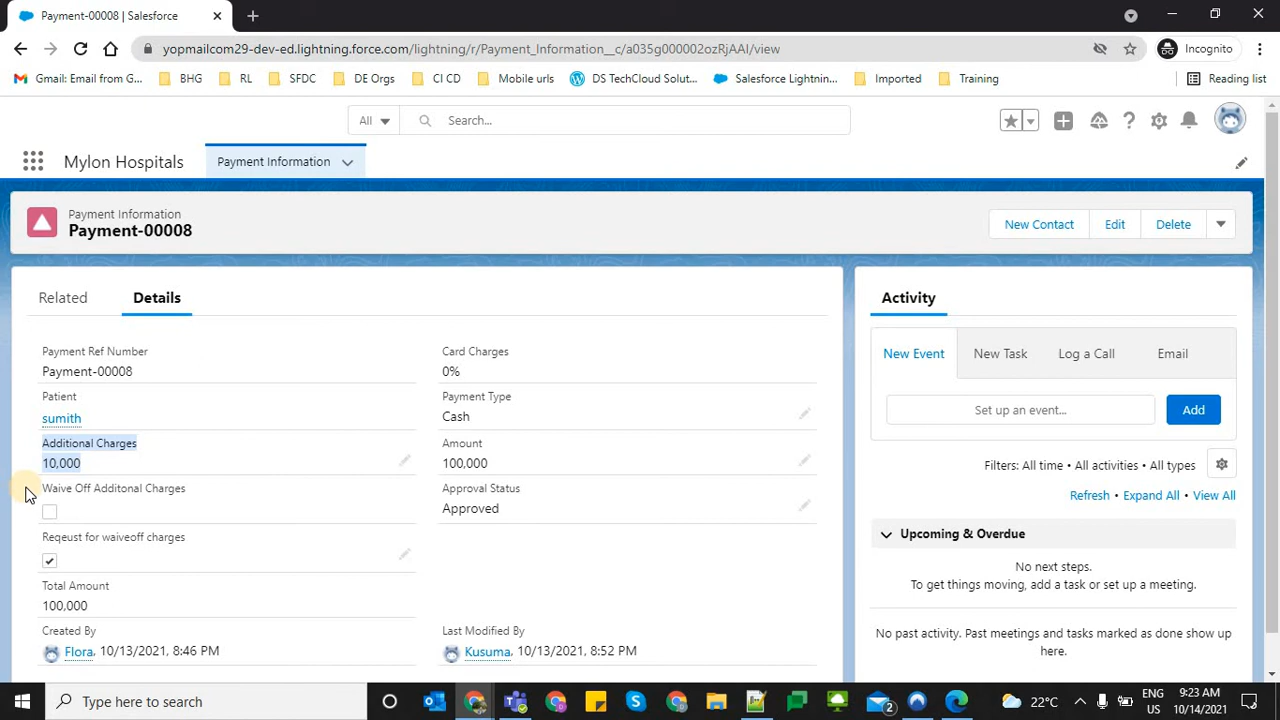 Payment-00008 | Salesforce
yopmailcom29-dev-ed.lightning.force.com/lightning/r/Payment_Information__c/a035g000002ozRjAAI/view
Incognito
Gmail: Email from G...
BHG
RL
SFDC
DE Orgs
CI CD
Mobile urls
DS TechCloud Solut...
Salesforce Lightnin...
Imported
Training
Reading list
All
Search...
Mylon Hospitals
Payment Information
Payment Information
Payment-00008
New Contact
Edit
Delete
Related
Details
Payment Ref Number
Payment-00008
Card Charges
0%
Patient
sumith
Payment Type
Cash
Additional Charges
10,000
Amount
100,000
Waive Off Additonal Charges
Approval Status
Approved
Reqeust for waiveoff charges
Total Amount
100,000
Created By
Flora, 10/13/2021, 8:46 PM
Last Modified By
Kusuma, 10/13/2021, 8:52 PM
Activity
New Event
New Task
Log a Call
Email
Set up an event...
Add
Filters: All time • All activities • All types
Refresh • Expand All • View All
Upcoming & Overdue
No next steps.
To get things moving, add a task or set up a meeting.
No past activity. Past meetings and tasks marked as done show up
here.
Type here to search
2
22°C
ENG
US
9:23 AM
10/14/2021